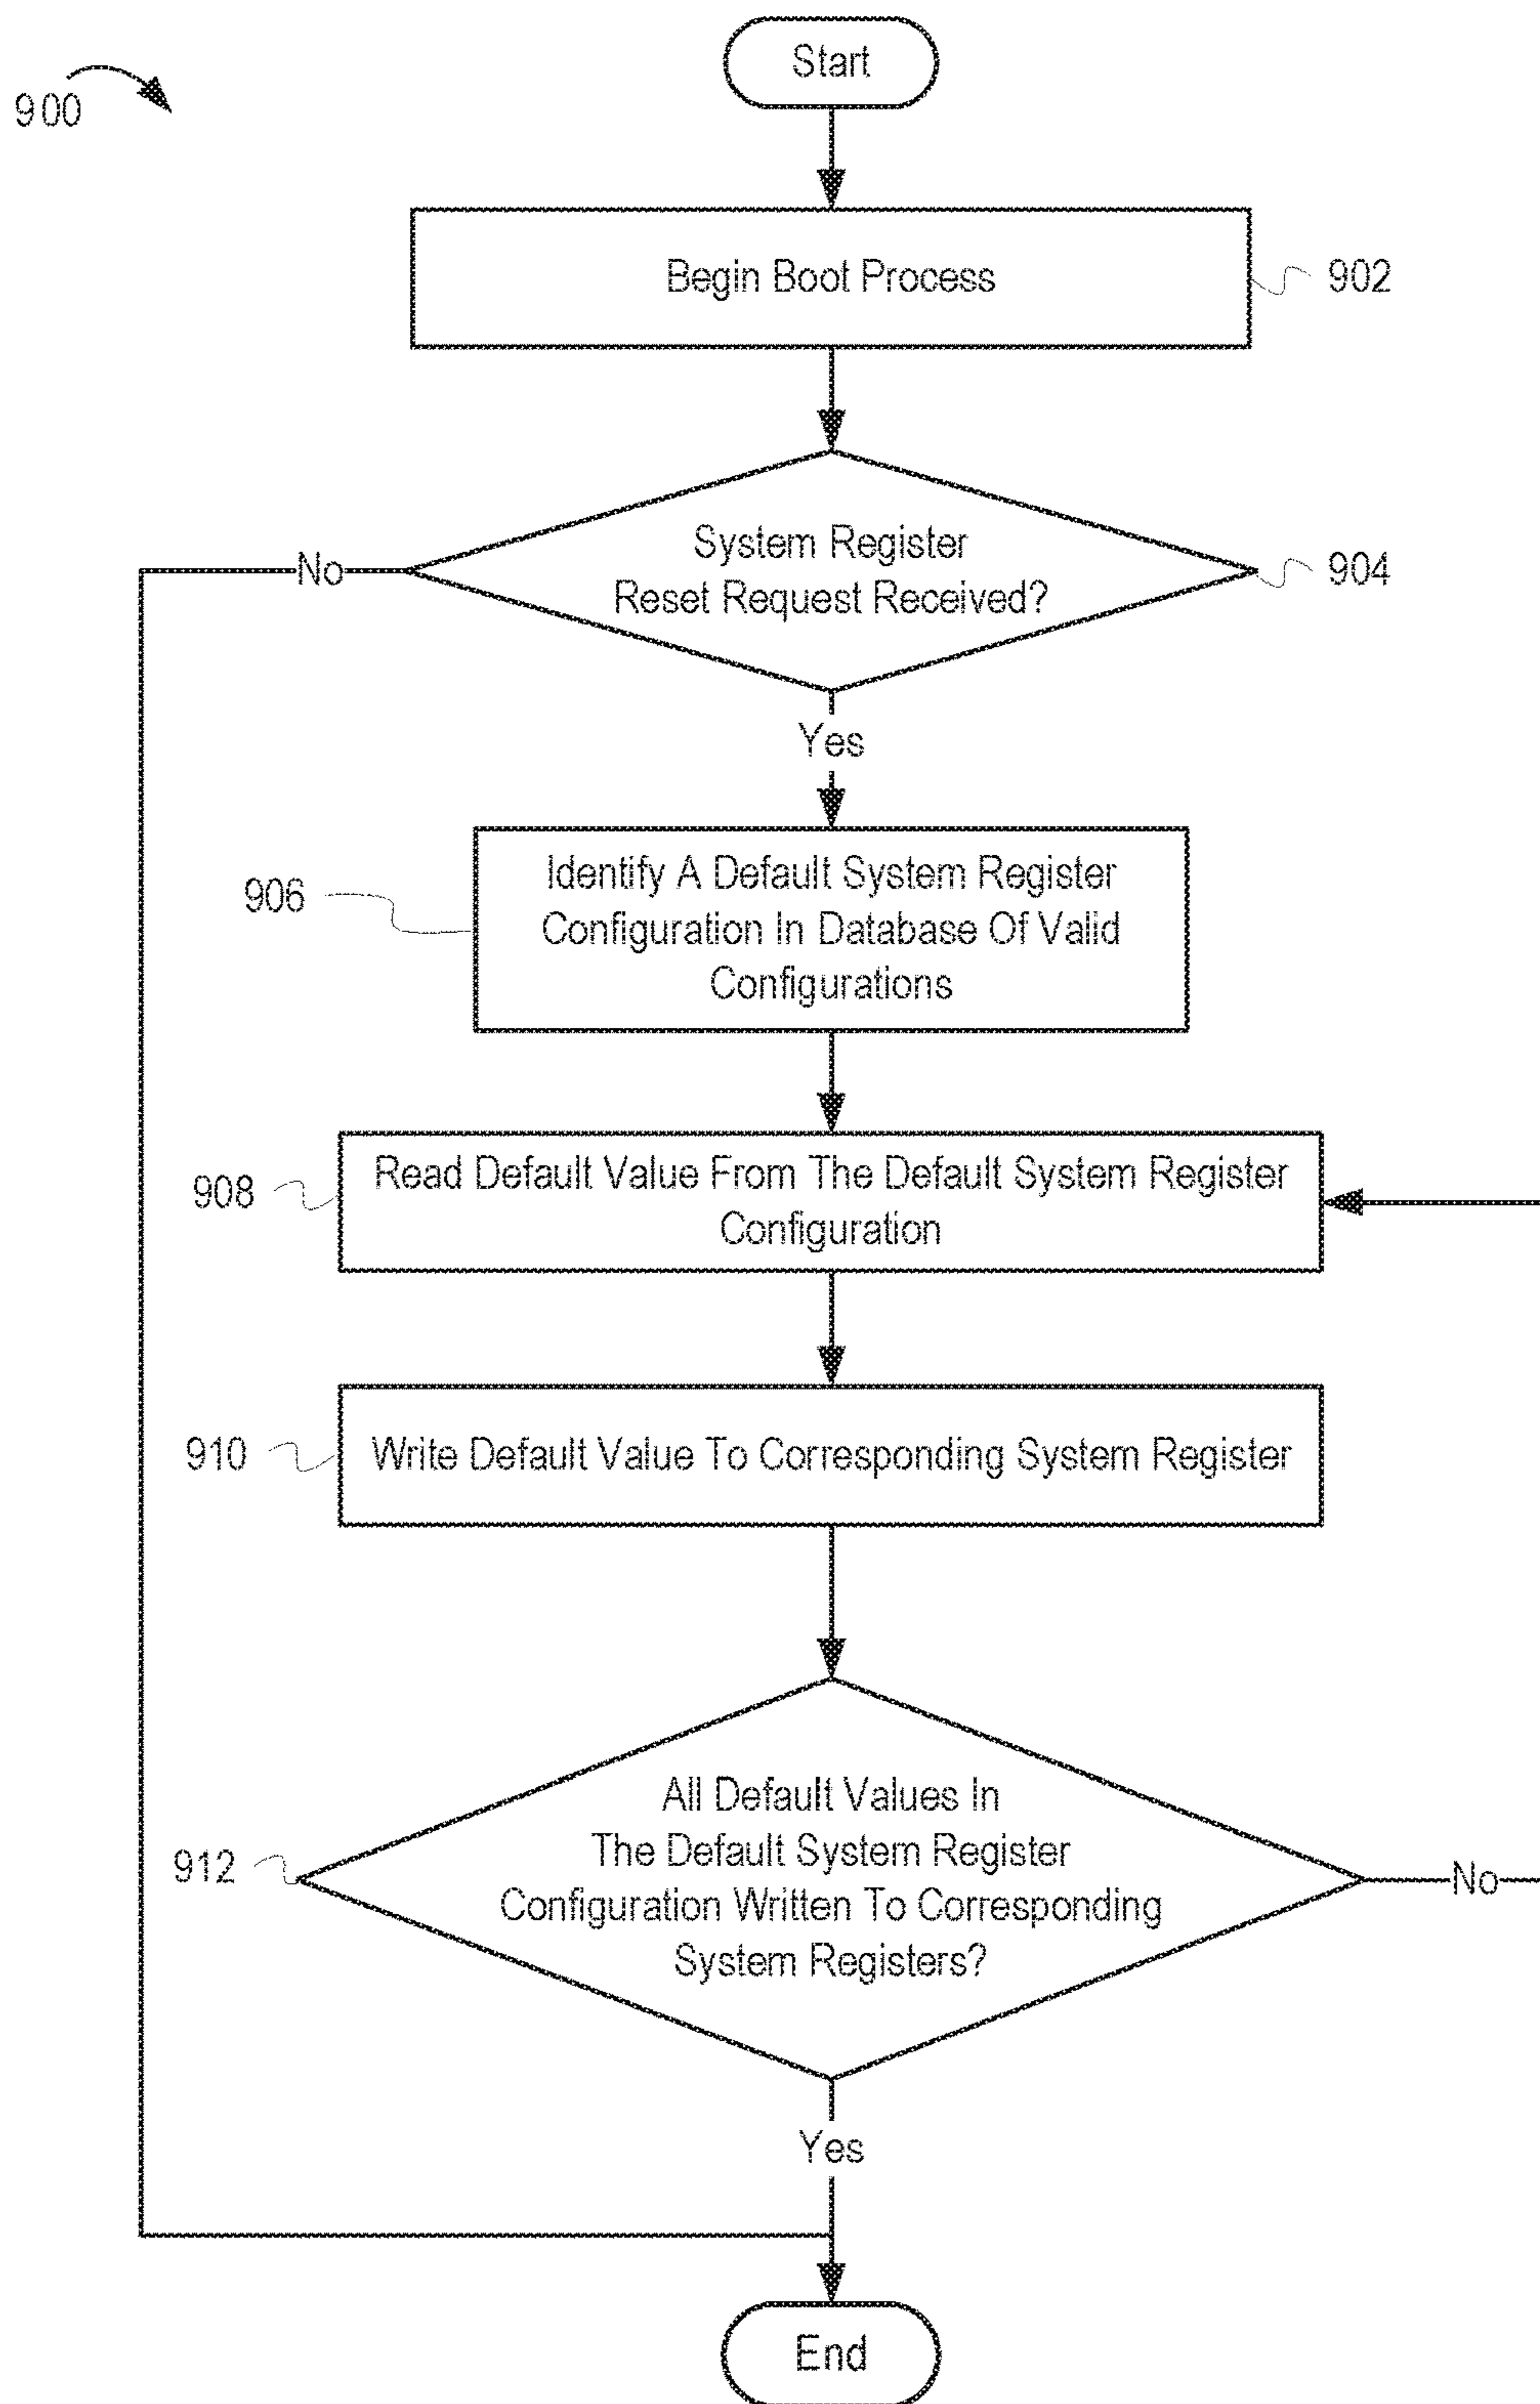 Start
900
Begin Boot Process
902
System Register
904
Reset Request Received?
No
Yes
Identify A Default System Register
906
Configuration In Database Of Valid
Configurations
Read Default Value From The Default System Register
908
Configuration
910
Write Default Value To Corresponding System Register
All Default Values In
The Default System Register
912
Configuration Written To Corresponding
System Registers?
No
Yes
End